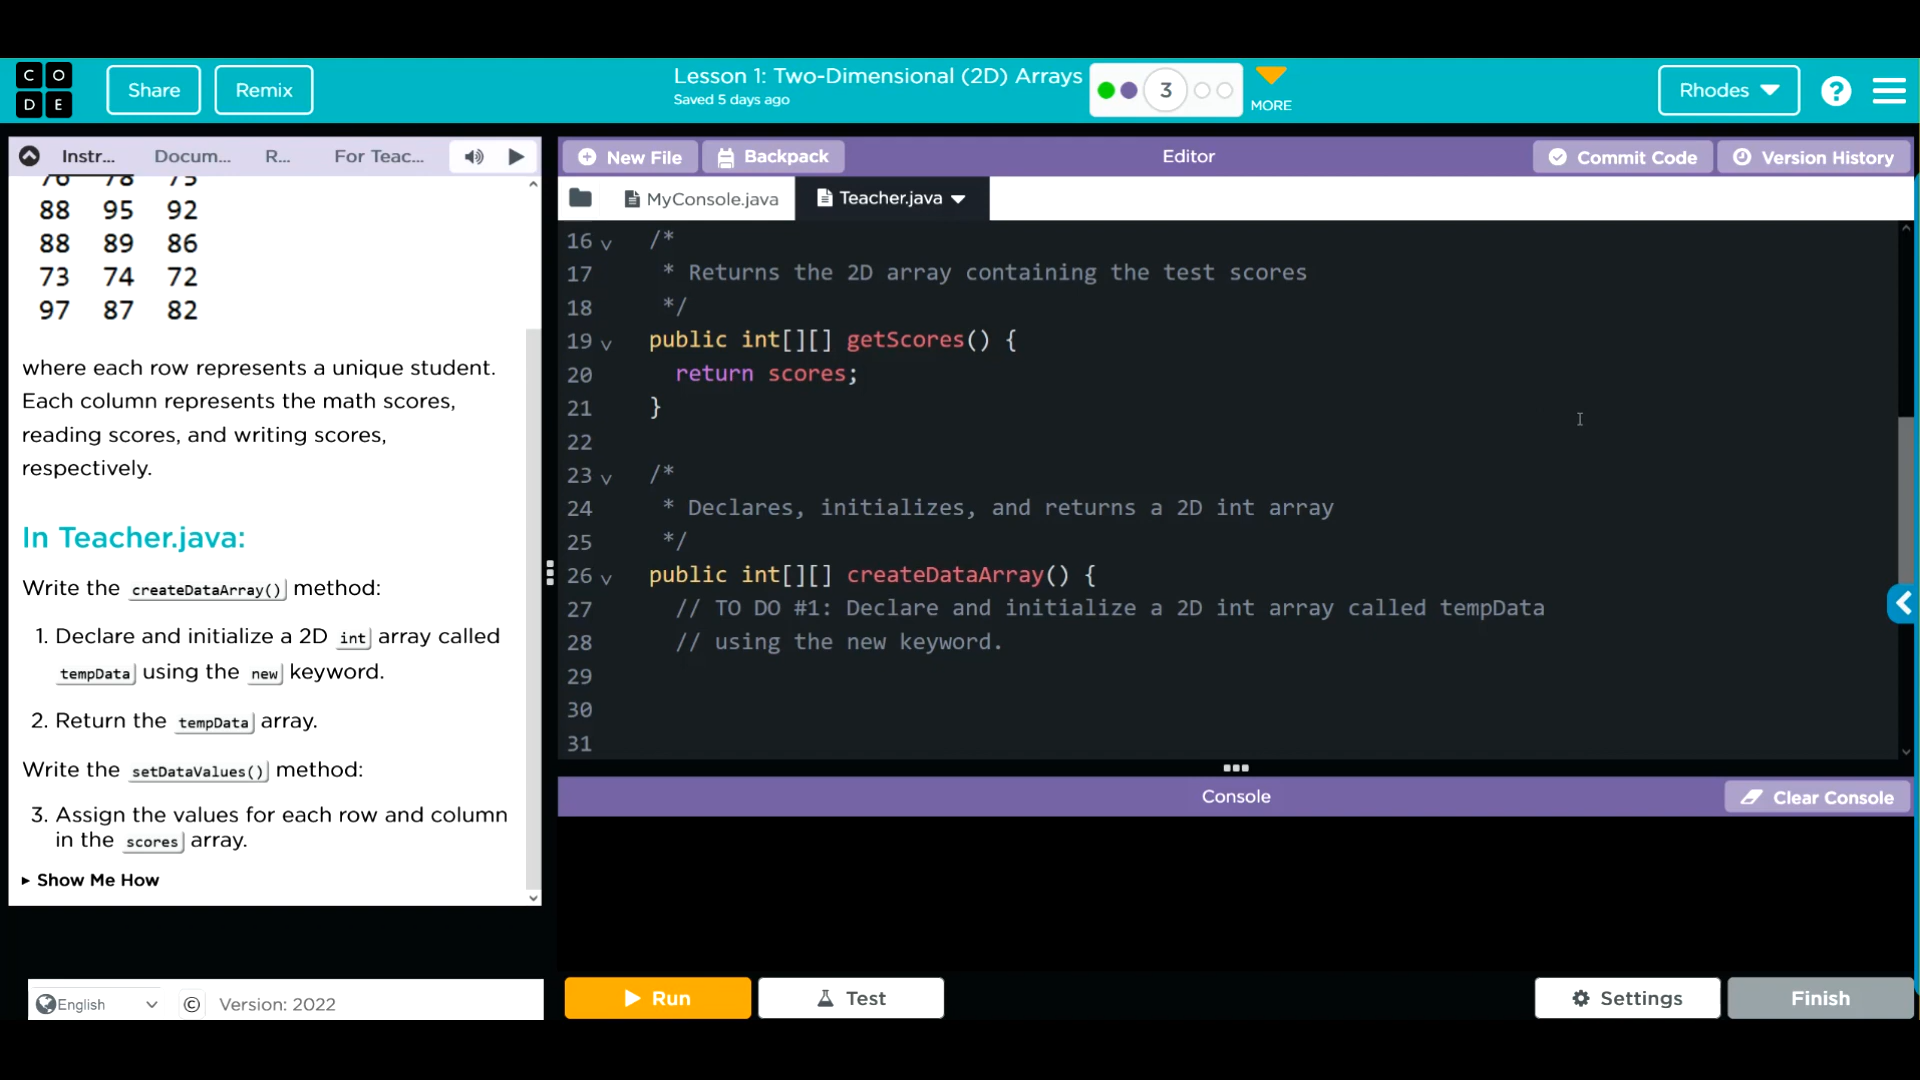 C O
D E
Share
Remix
Lesson 1: Two-Dimensional (2D) Arrays
Saved 5 days ago
3
MORE
Rhodes
?
Instr...
Docum...
R...
For Teac...
76 78 75
88 95 92
88 89 86
73 74 72
97 87 82
where each row represents a unique student.
Each column represents the math scores,
reading scores, and writing scores,
respectively.
In Teacher.java:
Write the createDataArray() method:
1. Declare and initialize a 2D int array called
tempData using the new keyword.
2. Return the tempData array.
Write the setDataValues() method:
3. Assign the values for each row and column
in the scores array.
Show Me How
English
© Version: 2022
New File
Backpack
Editor
Commit Code
Version History
MyConsole.java
Teacher.java
16 /*
17 * Returns the 2D array containing the test scores
18 */
19 public int[][] getScores() {
20 return scores;
21 }
22
23 /*
24 * Declares, initializes, and returns a 2D int array
25 */
26 public int[][] createDataArray() {
27 // TO DO #1: Declare and initialize a 2D int array called tempData
28 // using the new keyword.
29
30
31
Console
Clear Console
Run
Test
Settings
Finish